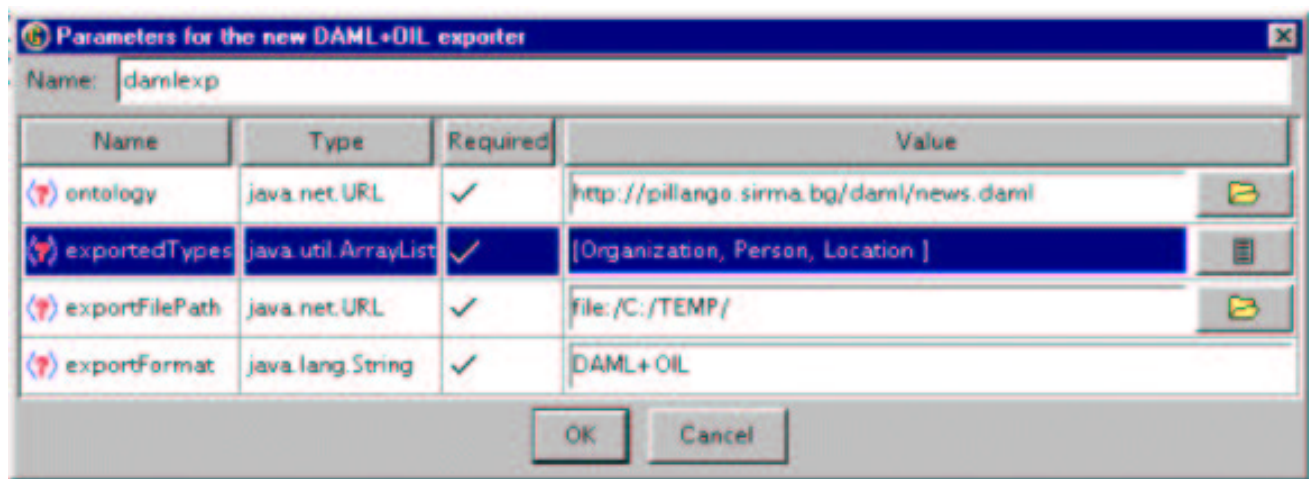 Parameters for the new DAML+OIL exporter
Name: damlexp
Name Type Required Value
ontology java.net.URL http://pillango.sirma.bg/daml/news.daml
exportedTypes java.util.ArrayList [Organization, Person, Location ]
exportFilePath java.net.URL file:/C:/TEMP/
exportFormat java.lang.String DAML+OIL
OK Cancel